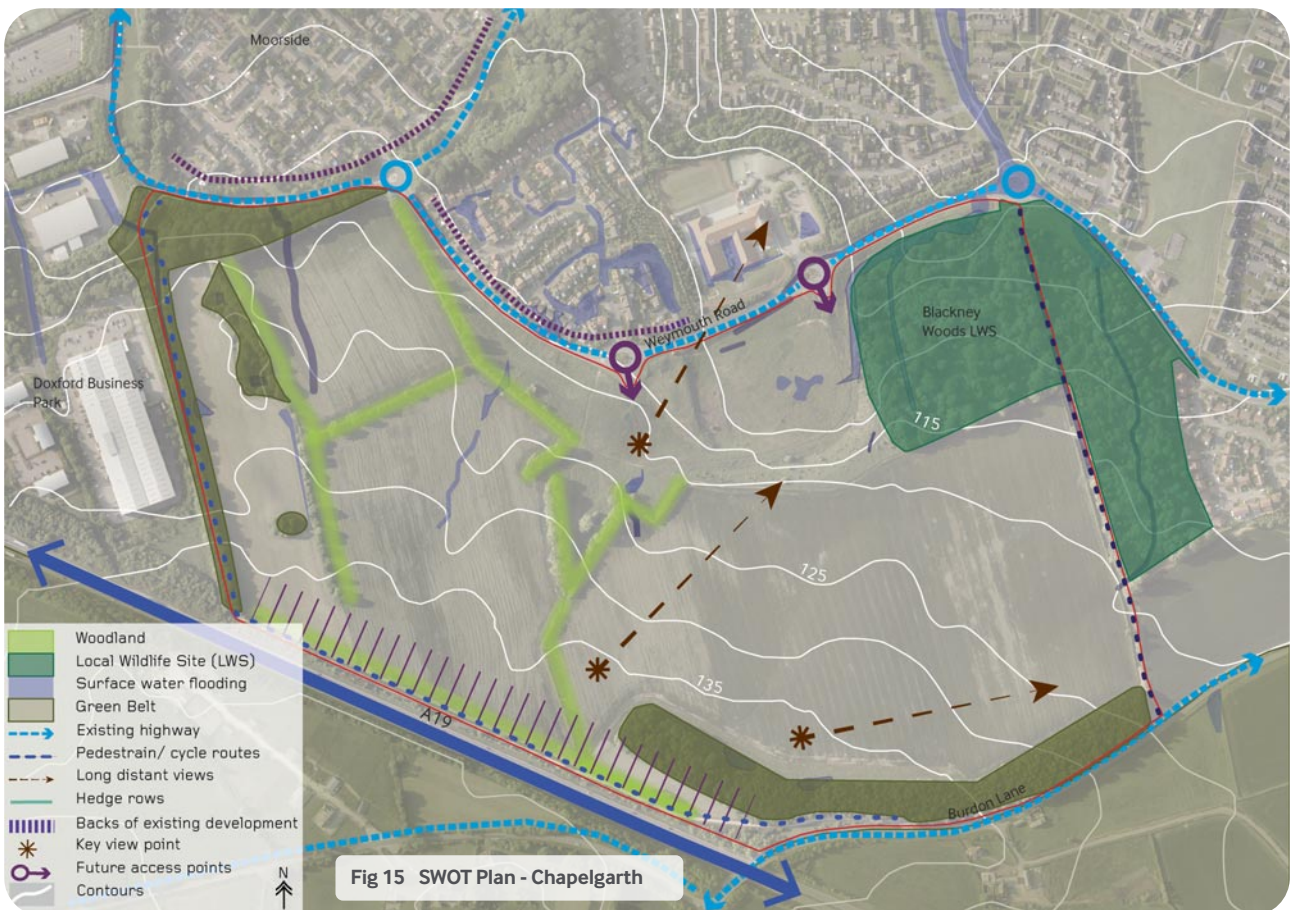 Moorside
Weymouth Road
Blackney
Woods LWS
Doxford Business
Park
115
125
135
A19
Burdon Lane
Woodland
Local Wildlife Site (LWS)
Surface water flooding
Green Belt
Existing highway
Pedestrain/ cycle routes
Long distant views
Hedge rows
Backs of existing development
Key view point
Future access points
Contours
N
Fig 15 SWOT Plan - Chapelgarth